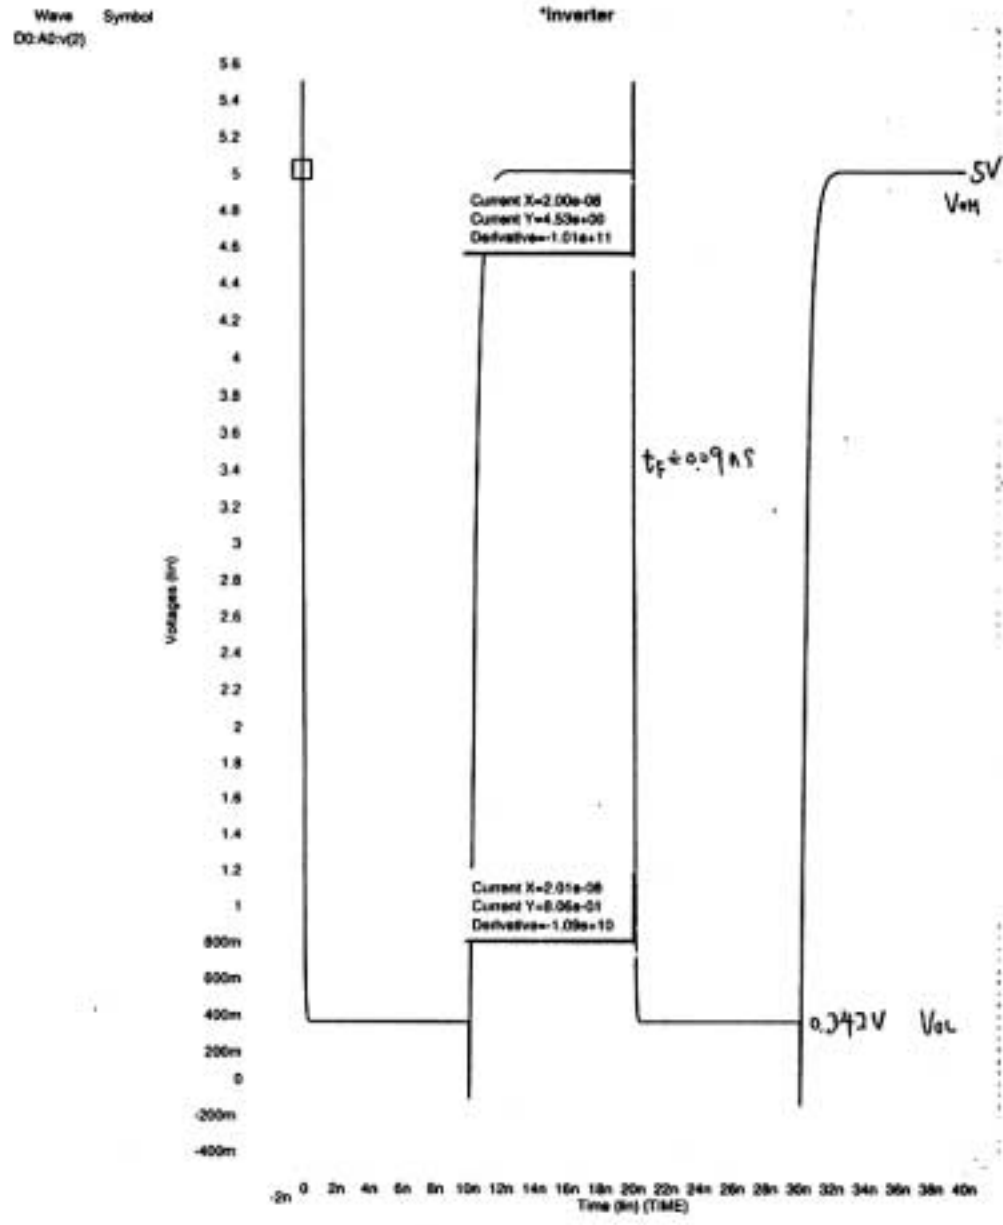 Wave Symbol
D0:A0:v(2)
*Inverter
5.6
5.4
5.2
5
4.8
4.6
4.4
4.2
4
3.8
3.6
3.4
3.2
3
2.8
2.6
2.4
2.2
2
1.8
1.6
1.4
1.2
1
800m
600m
400m
200m
0
-200m
-400m
Voltages (lin)
Current X=2.00e-08
Current Y=4.53e+00
Derivative=-1.01e+11
5V
VOH
tF≑0.09ns
Current X=2.01e-08
Current Y=8.06e-01
Derivative=-1.09e+10
0.342V VOL
-2n 0 2n 4n 6n 8n 10n 12n 14n 16n 18n 20n 22n 24n 26n 28n 30n 32n 34n 36n 38n 40n
Time (lin) (TIME)